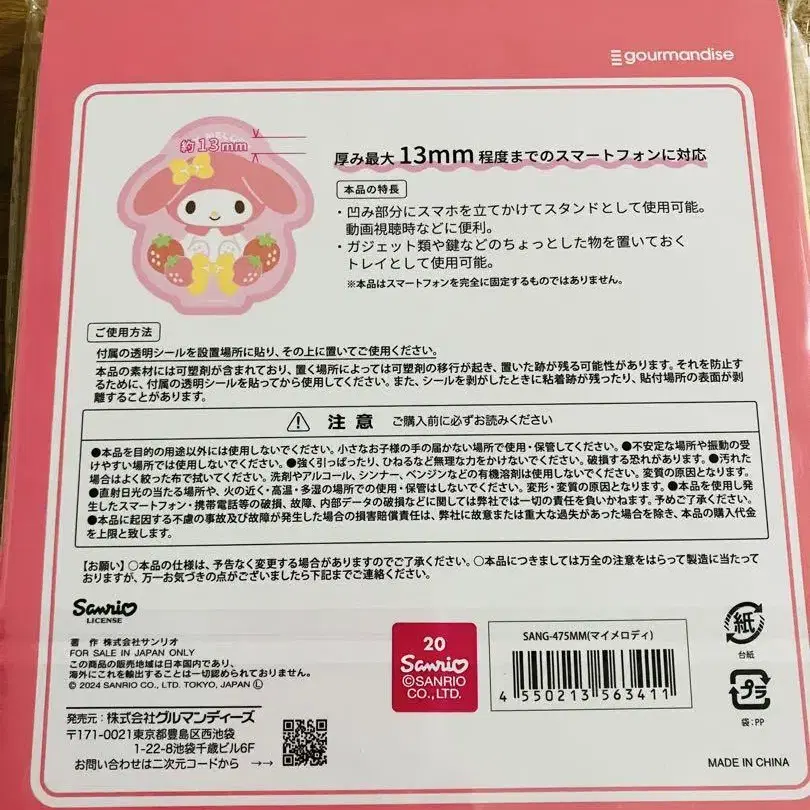 gourmandise
約13mm
厚み最大 13mm 程度までのスマートフォンに対応
本品の特長
・凹み部分にスマホを立てかけてスタンドとして使用可能。
動画視聴時などに便利。
・ガジェット類や鍵などのちょっとした物を置いておく
トレイとして使用可能。
※本品はスマートフォンを完全に固定するものではありません。
ご使用方法
付属の透明シールを設置場所に貼り、その上に置いてご使用ください。
本品の素材には可塑剤が含まれており、置く場所によっては可塑剤の移行が起き、置いた跡が残る可能性があります。それを防止す
るために、付属の透明シールを貼ってから使用してください。また、シールを剥がしたときに粘着跡が残ったり、貼付場所の表面が剥
離することがあります。
注意 ご購入前に必ずお読みください
●本品を目的の用途以外には使用しないでください。小さなお子様の手の届かない場所で使用・保管してください。●不安定な場所や振動の受
けやすい場所では使用しないでください。●強く引っぱったり、ひねるなど無理な力をかけないでください。破損する恐れがあります。●汚れた
場合はよく絞った布で拭いてください。洗剤やアルコール、シンナー、ベンジンなどの有機溶剤は使用しないでください。変質の原因となります。
●直射日光の当たる場所や、火の近く・高温・多湿の場所での使用・保管はしないでください。変形・変質の原因となります。●本品を使用し発
生したスマートフォン・携帯電話等の破損、故障、内部データの破損などに関しては弊社では一切の責任を負いかねます。予めご了承ください。
●本品に起因する不慮の事故及び故障が発生した場合の損害賠償責任は、弊社に故意または重大な過失があった場合を除き、本品の購入代金
を上限と致します。
【お願い】○本品の仕様は、予告なく変更する場合がありますのでご了承ください。○本品につきましては万全の注意をはらって製造に当たって
おりますが、万一お気づきの点がございましたら下記までご連絡ください。
Sanrio
LICENSE
著作 株式会社サンリオ
FOR SALE IN JAPAN ONLY
この商品の販売地域は日本国内であり、
海外にこれを輸出することは一切認められておりません。
© 2024 SANRIO CO., LTD. TOKYO, JAPAN Ⓛ
20
Sanrio
©SANRIO
CO.,LTD.
SANG-475MM(マイメロディ)
4 550213 563411
紙
台紙
プラ
袋：PP
発売元：株式会社グルマンディーズ
〒171-0021東京都豊島区西池袋
1-22-8池袋千歳ビル6F
お問い合わせは二次元コードから →→
MADE IN CHINA